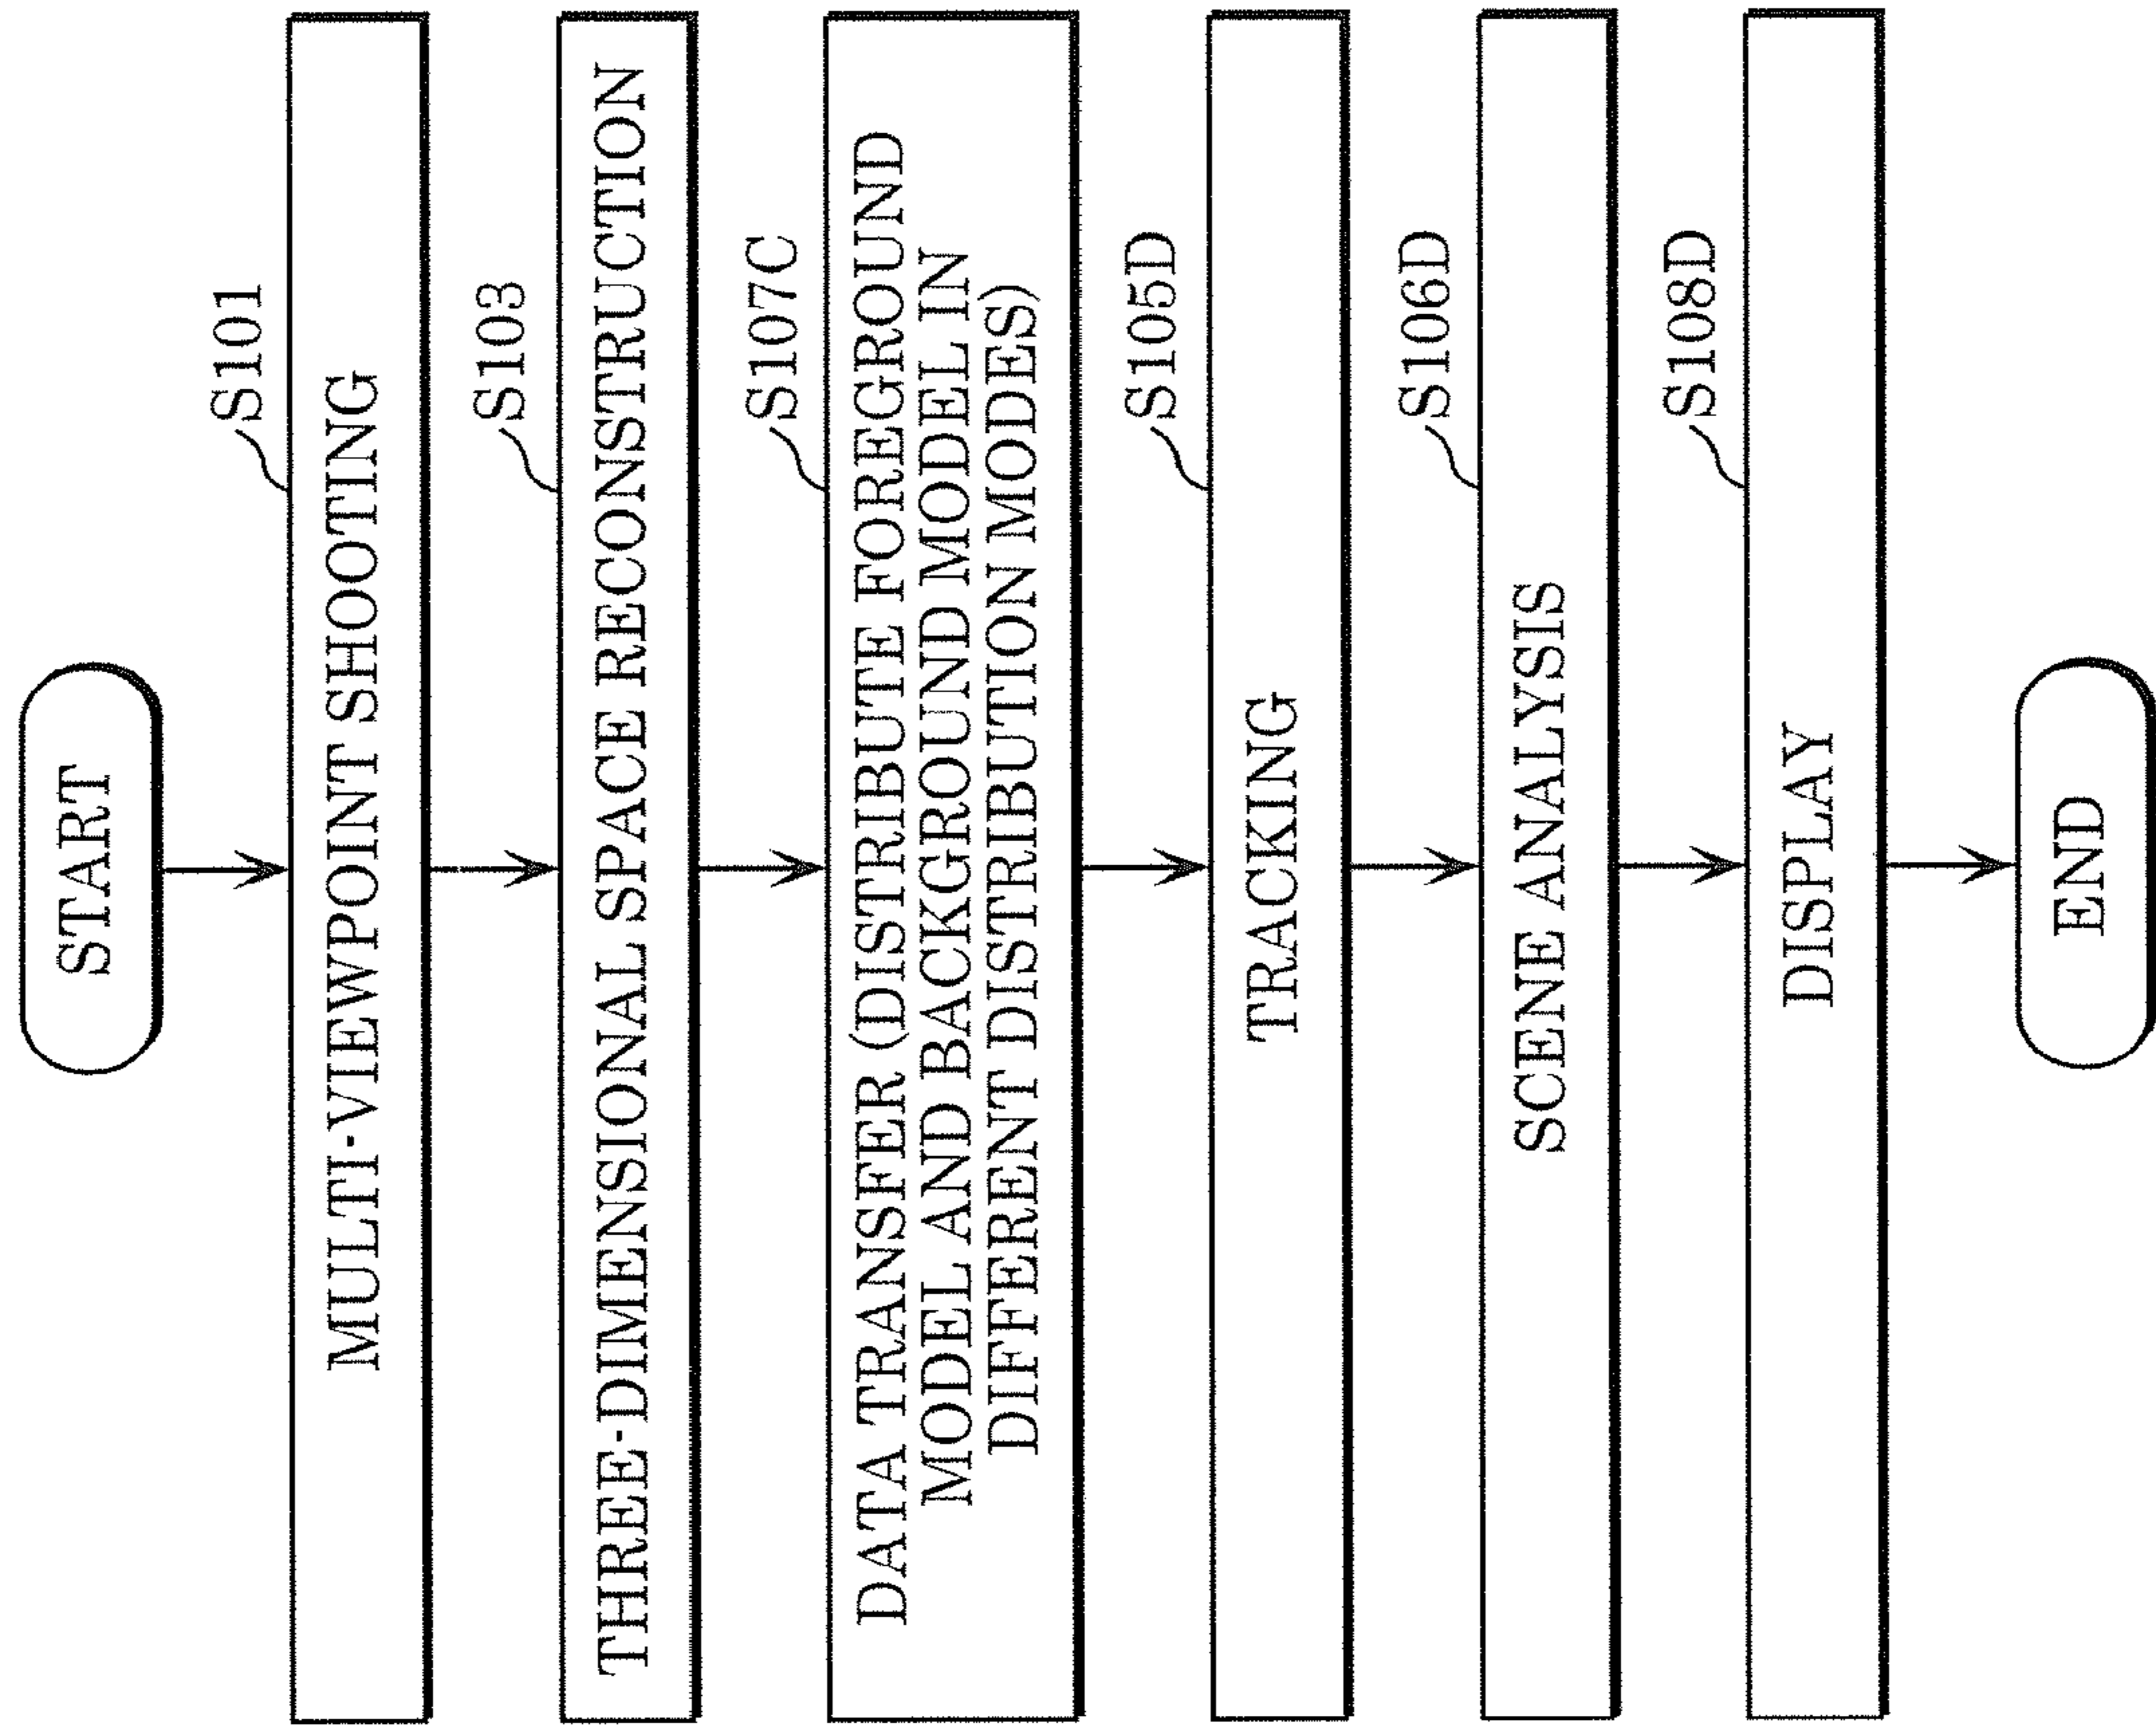 START
S101
MULTI-VIEWPOINT SHOOTING
S103
THREE-DIMENSIONAL SPACE RECONSTRUCTION
S107C
DATA TRANSFER (DISTRIBUTE FOREGROUND
MODEL AND BACKGROUND MODEL IN
DIFFERENT DISTRIBUTION MODES)
S105D
TRACKING
S106D
SCENE ANALYSIS
S108D
DISPLAY
END